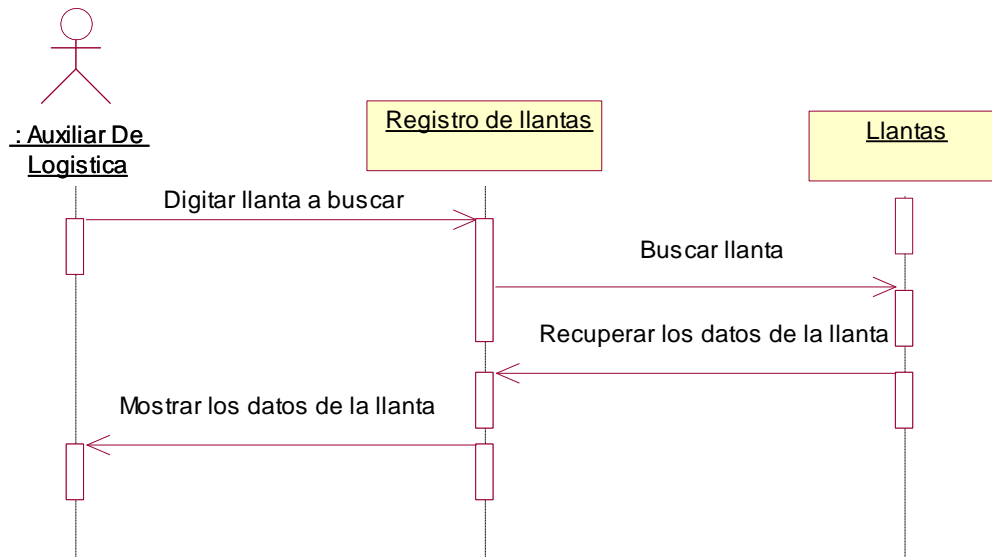 : Auxiliar De
Logistica
Registro de llantas
Llantas
Digitar llanta a buscar
Buscar llanta
Recuperar los datos de la llanta
Mostrar los datos de la llanta